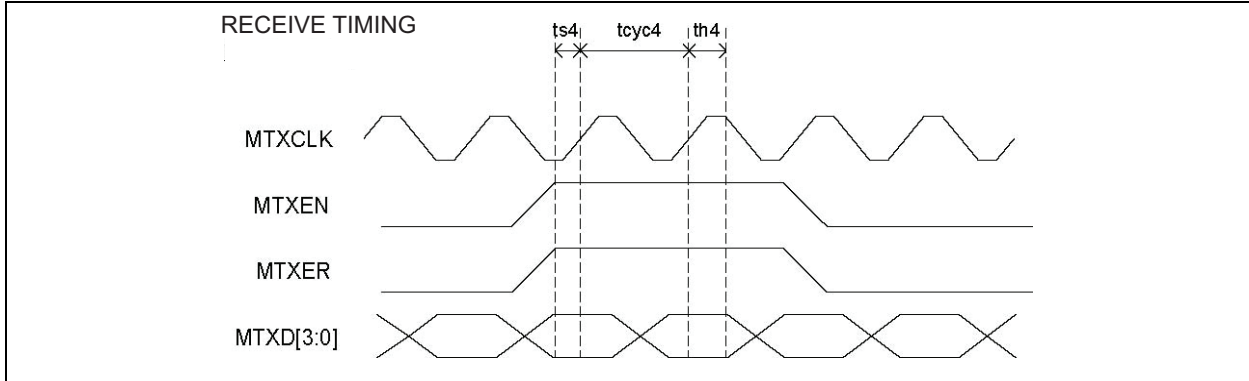 RECEIVE TIMING
ts4 tcyc4 th4
MTXCLK
MTXEN
MTXER
MTXD[3:0]